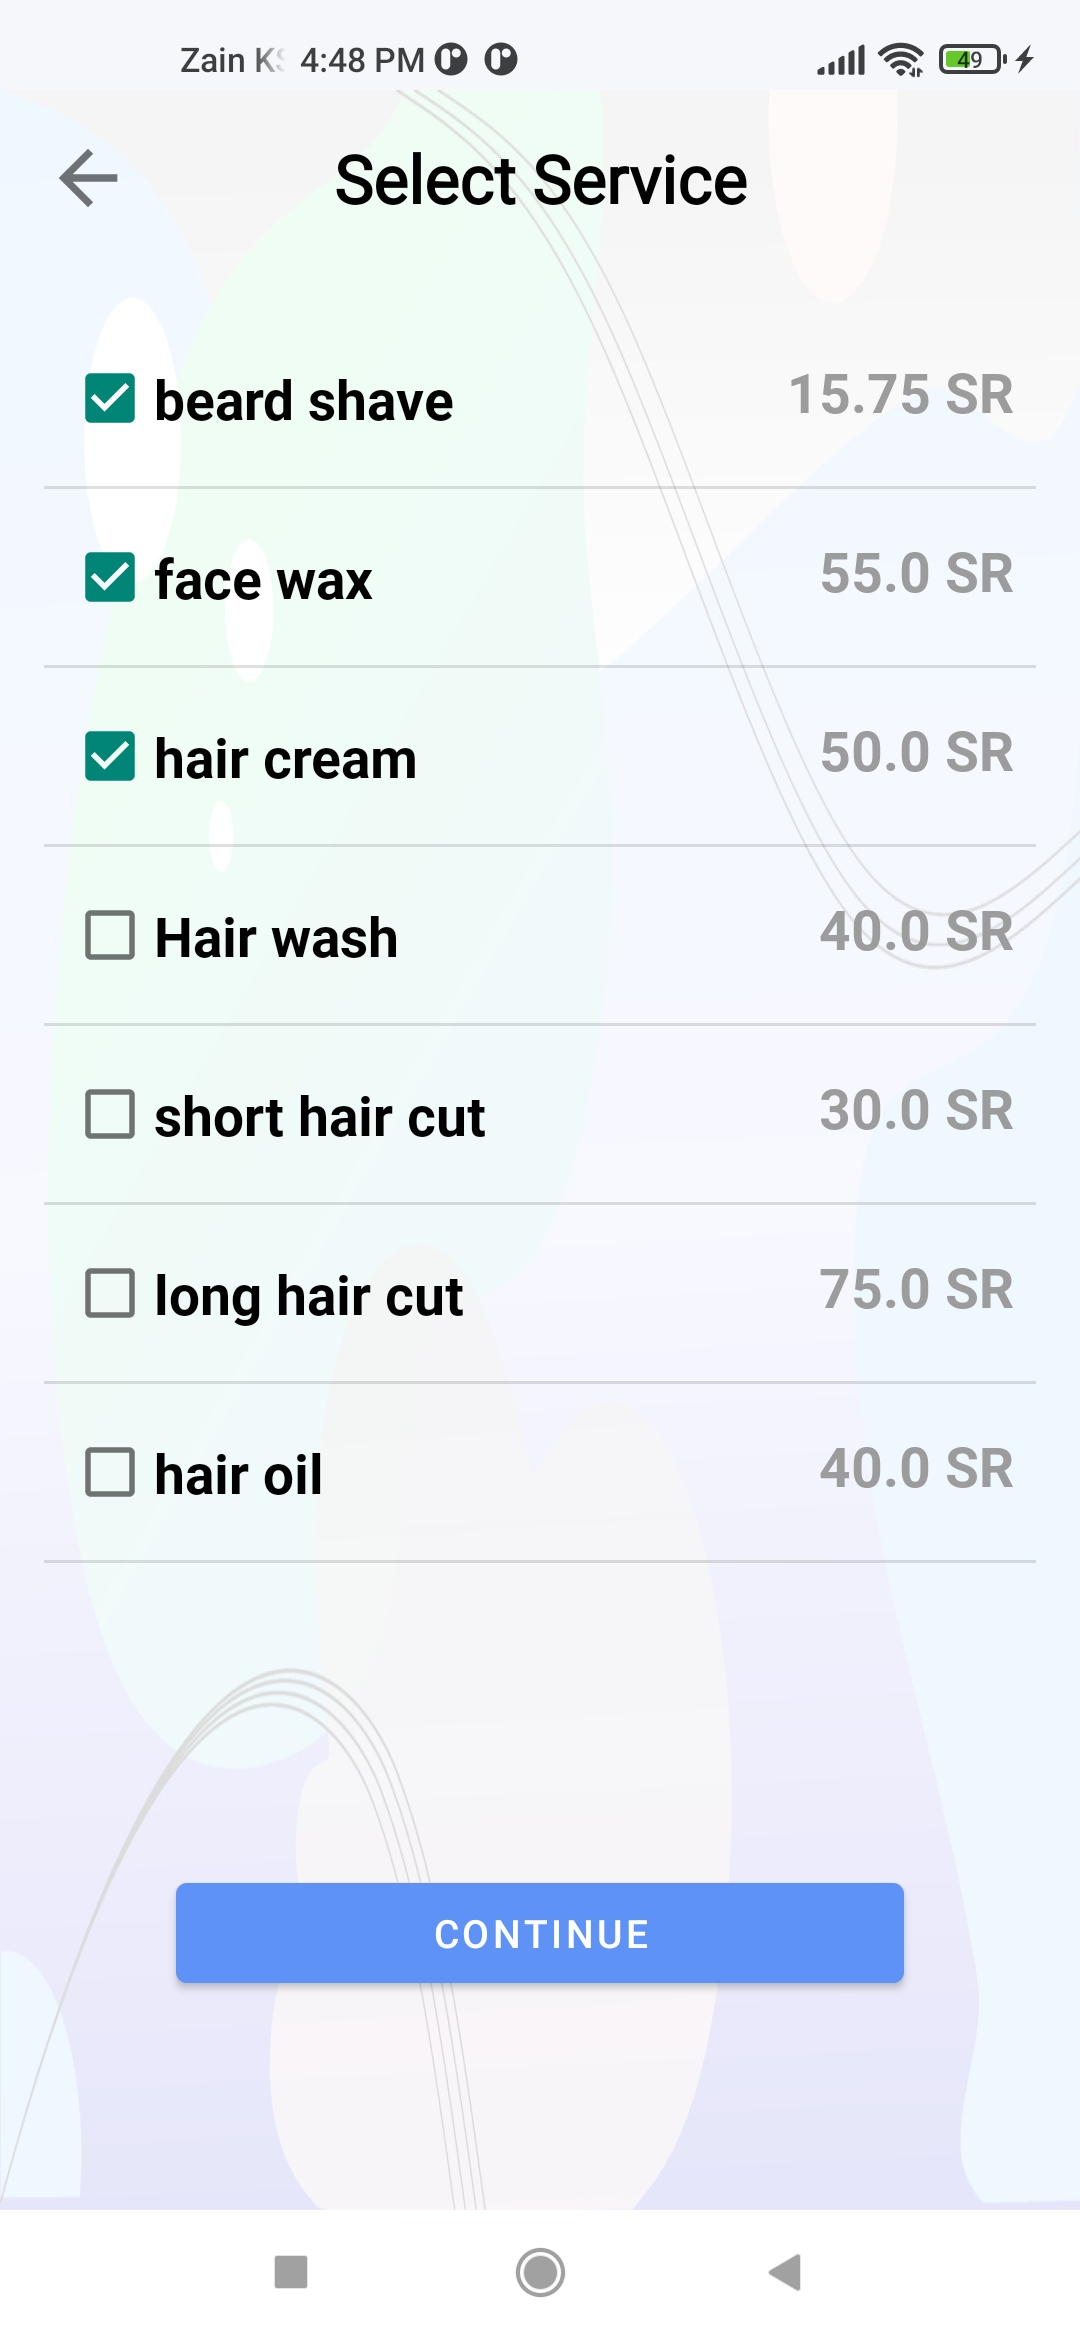 Zain KS 4:48 PM 49
Select Service
beard shave 15.75 SR
face wax 55.0 SR
hair cream 50.0 SR
Hair wash 40.0 SR
short hair cut 30.0 SR
long hair cut 75.0 SR
hair oil 40.0 SR
CONTINUE